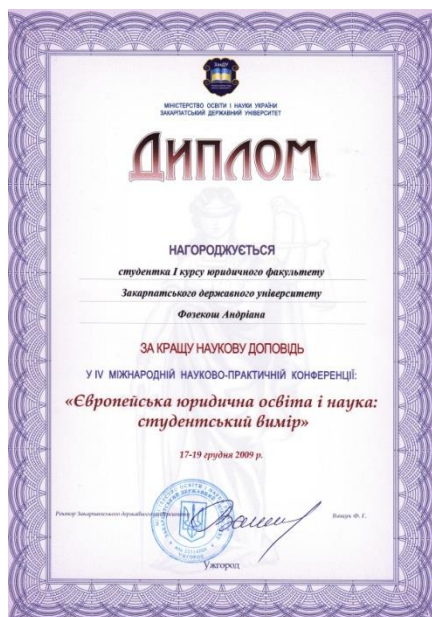 ЗакДУ
МІНІСТЕРСТВО ОСВІТИ І НАУКИ УКРАЇНИ
ЗАКАРПАТСЬКИЙ ДЕРЖАВНИЙ УНІВЕРСИТЕТ
ДИПЛОМ
НАГОРОДЖУЄТЬСЯ
студентка I курсу юридичного факультету
Закарпатського державного університету
Фозекош Андріана
ЗА КРАЩУ НАУКОВУ ДОПОВІДЬ
У IV МІЖНАРОДНІЙ НАУКОВО-ПРАКТИЧНІЙ КОНФЕРЕНЦІЇ:
«Європейська юридична освіта і наука:
студентський вимір»
17-19 грудня 2009 р.
Ректор Закарпатського державного
Ващук Ф. Г.
Ужгород